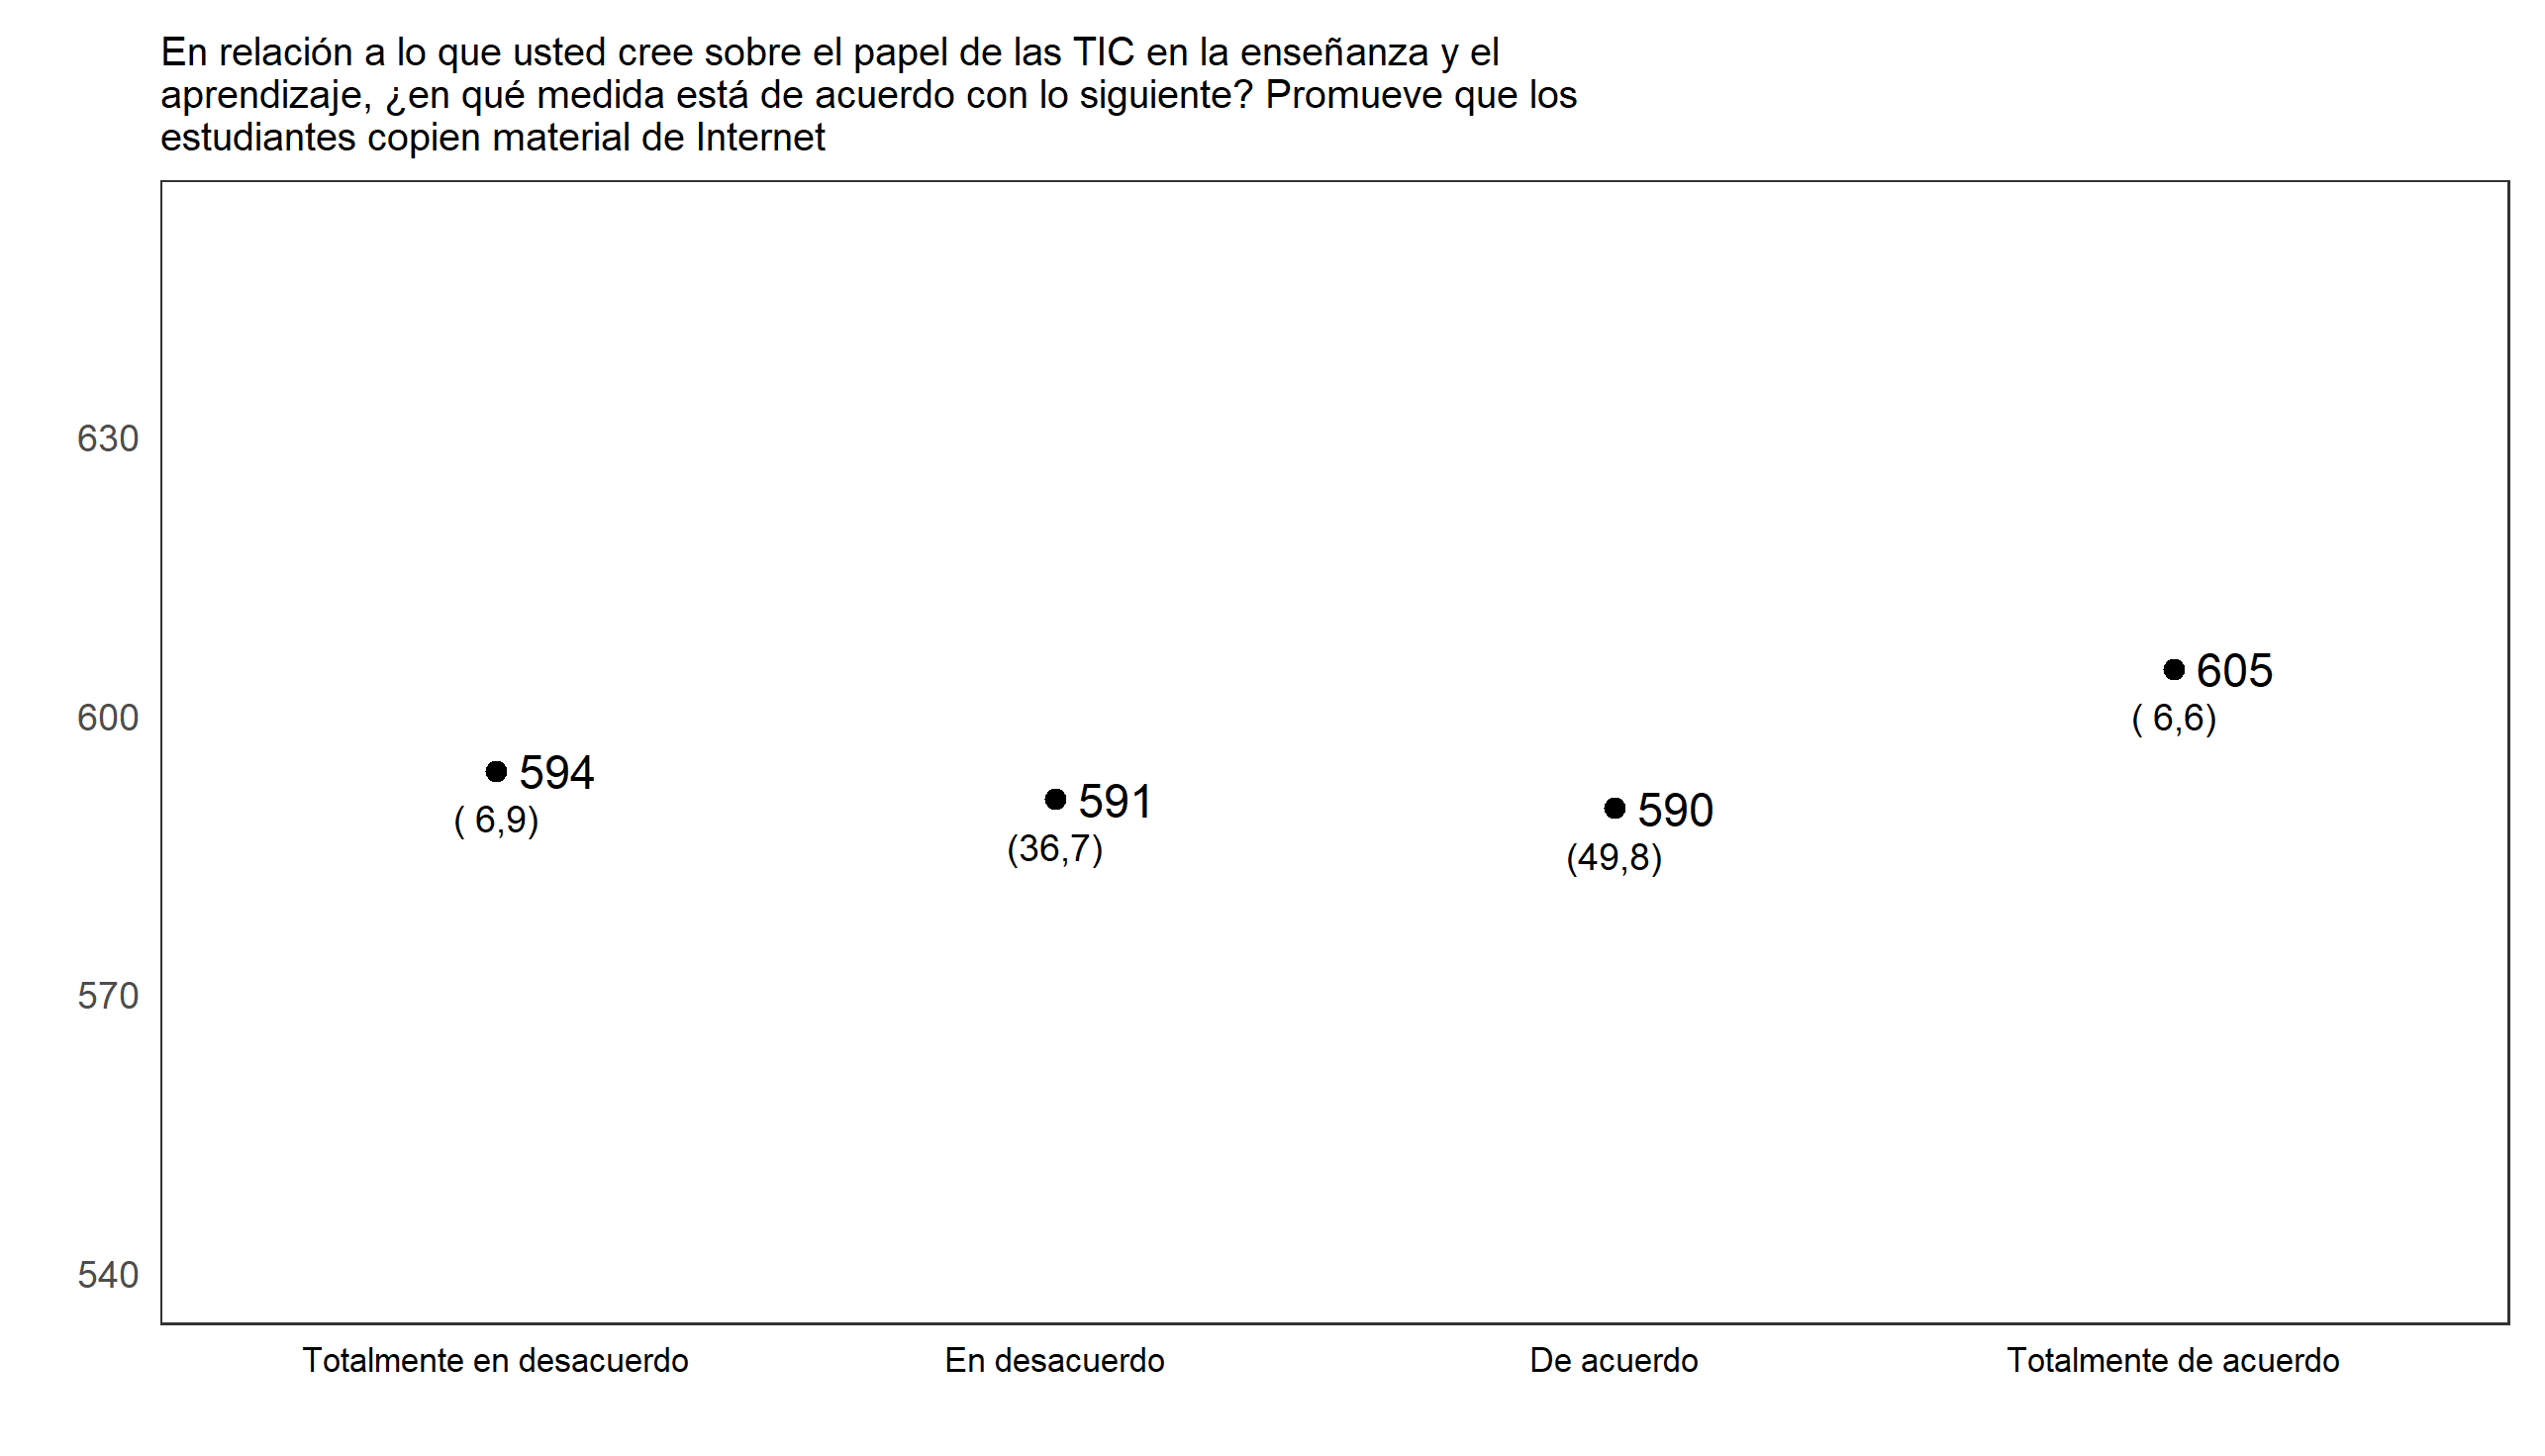 En relación a lo que usted cree sobre el papel de las TIC en la enseñanza y el
aprendizaje, ¿en qué medida está de acuerdo con lo siguiente? Promueve que los
estudiantes copien material de Internet
630
600
570
540
594
( 6,9)
591
(36,7)
590
(49,8)
605
( 6,6)
Totalmente en desacuerdo
En desacuerdo
De acuerdo
Totalmente de acuerdo